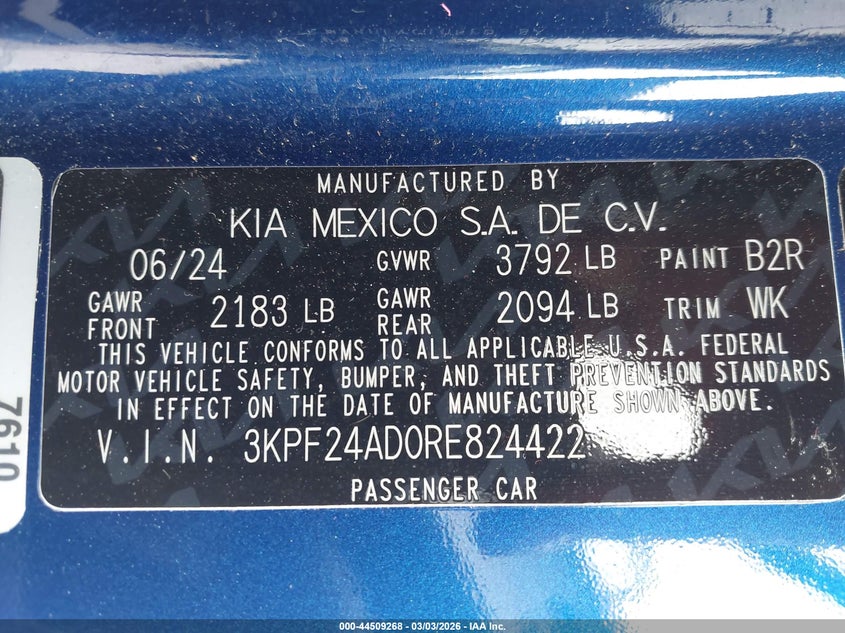 MANUFACTURED BY
KIA MEXICO S.A. DE C.V.
06/24 GVWR 3792 LB PAINT B2R
GAWR FRONT 2183 LB GAWR REAR 2094 LB TRIM WK
THIS VEHICLE CONFORMS TO ALL APPLICABLE U.S.A. FEDERAL
MOTOR VEHICLE SAFETY, BUMPER, AND THEFT PREVENTION STANDARDS
IN EFFECT ON THE DATE OF MANUFACTURE SHOWN ABOVE.
V.I.N. 3KPF24AD0RE824422
PASSENGER CAR
7610
000-44509268 | 03/03/2026 | IAA Inc.